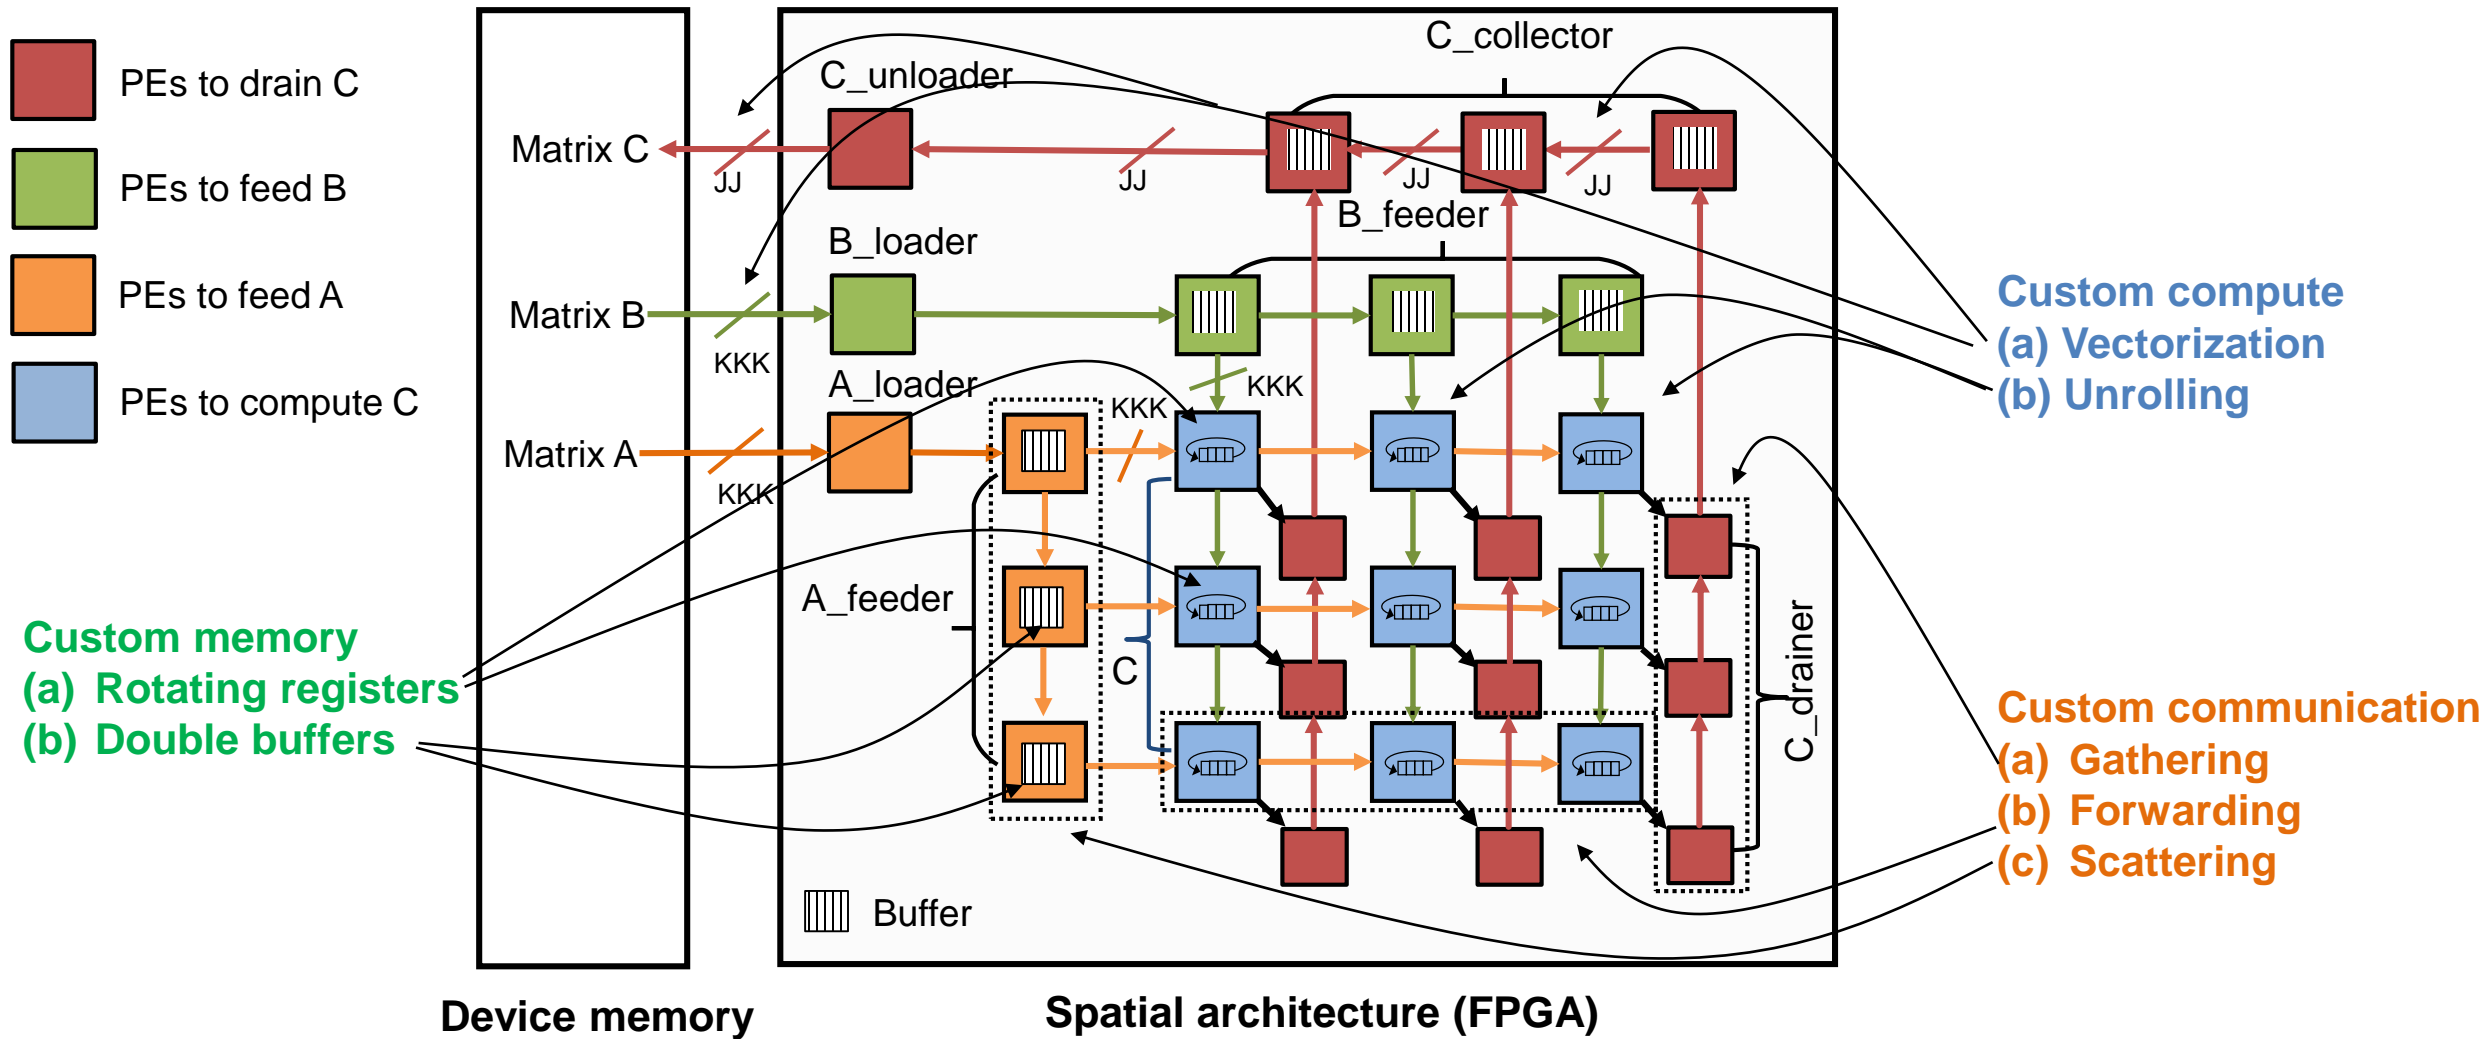 PEs to drain C
PEs to feed B
PEs to feed A
PEs to compute C
Custom memory
(a) Rotating registers
(b) Double buffers
Matrix C
Matrix B
Matrix A
Device memory
C_unloader
C_collector
JJ
JJ
JJ
JJ
B_loader
B_feeder
KKK
KKK
A_loader
KKK
KKK
A_feeder
C
C_drainer
Buffer
Spatial architecture (FPGA)
Custom compute
(a) Vectorization
(b) Unrolling
Custom communication
(a) Gathering
(b) Forwarding
(c) Scattering